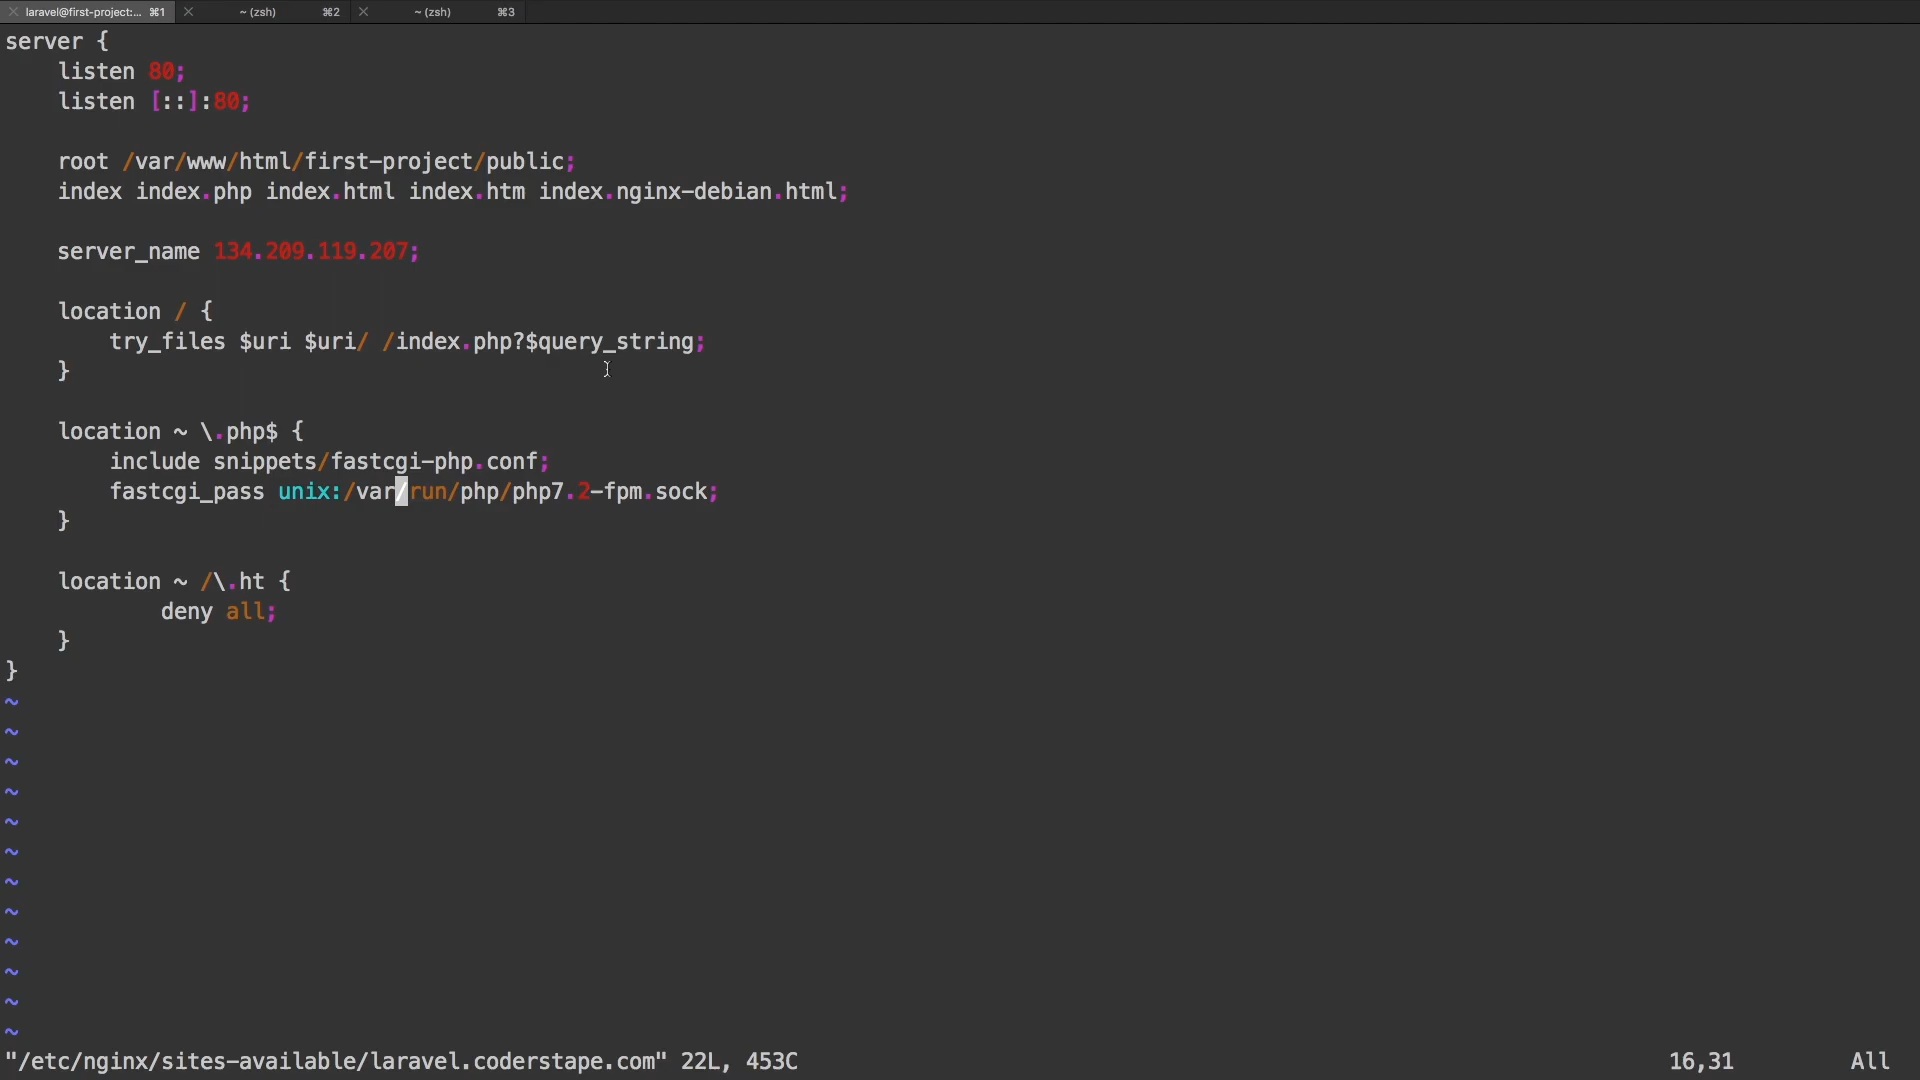 laravel@first-project:... ⌘1 ~ (zsh) ⌘2 ~ (zsh) ⌘3
server {
    listen 80;
    listen [::]:80;

    root /var/www/html/first-project/public;
    index index.php index.html index.htm index.nginx-debian.html;

    server_name 134.209.119.207;

    location / {
        try_files $uri $uri/ /index.php?$query_string;
    }

    location ~ \.php$ {
        include snippets/fastcgi-php.conf;
        fastcgi_pass unix:/var/run/php/php7.2-fpm.sock;
    }

    location ~ /\.ht {
            deny all;
    }
}
~
~
~
~
~
~
~
~
~
~
~
~
"/etc/nginx/sites-available/laravel.coderstape.com" 22L, 453C 16,31 All